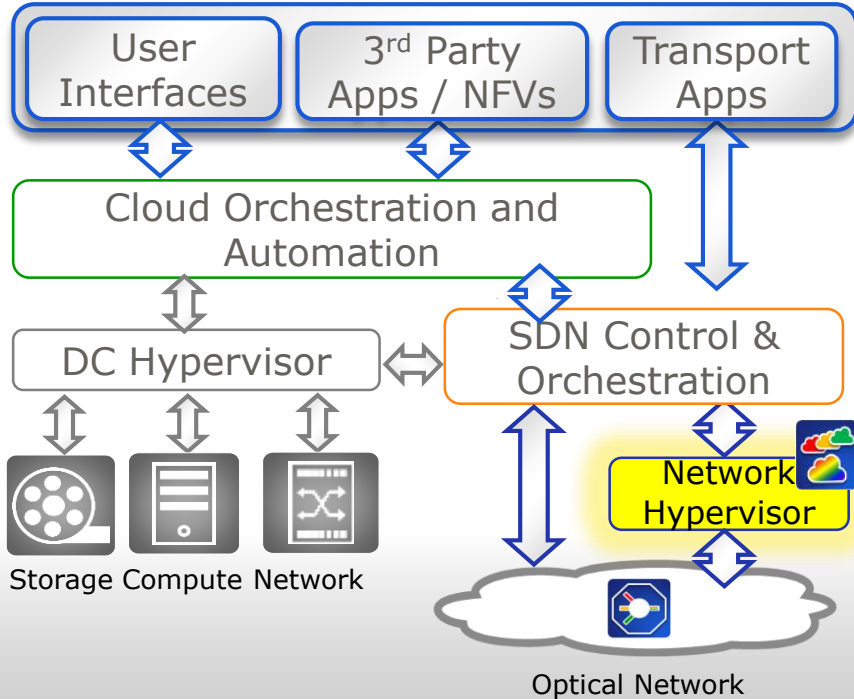 User
Interfaces
3rd Party
Apps / NFVs
Transport
Apps
Cloud Orchestration and
Automation
DC Hypervisor
SDN Control &
Orchestration
Network
Hypervisor
Storage Compute Network
Optical Network